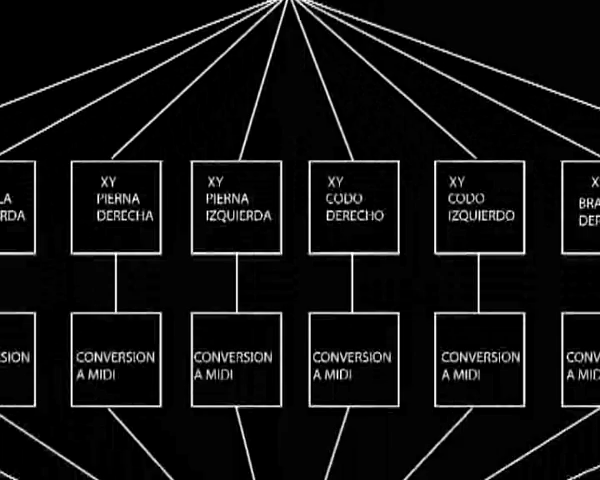 XY
PIERNA
DERECHA
XY
PIERNA
IZQUIERDA
XY
CODO
DERECHO
XY
CODO
IZQUIERDO
CONVERSION
A MIDI
CONVERSION
A MIDI
CONVERSION
A MIDI
CONVERSION
A MIDI
A MIDI